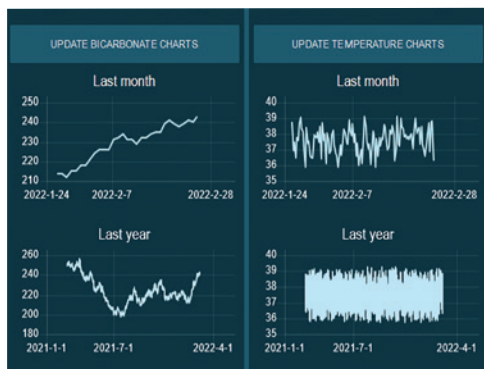 UPDATE BICARBONATE CHARTS
Last month
250
240
230
220
210
2022-1-24 2022-2-7 2022-2-28
Last year
260
240
220
200
180
2021-1-1 2021-7-1 2022-4-1
UPDATE TEMPERATURE CHARTS
Last month
40
39
38
37
36
35
2022-1-24 2022-2-7 2022-2-28
Last year
40
39
38
37
36
35
2021-1-1 2021-7-1 2022-4-1